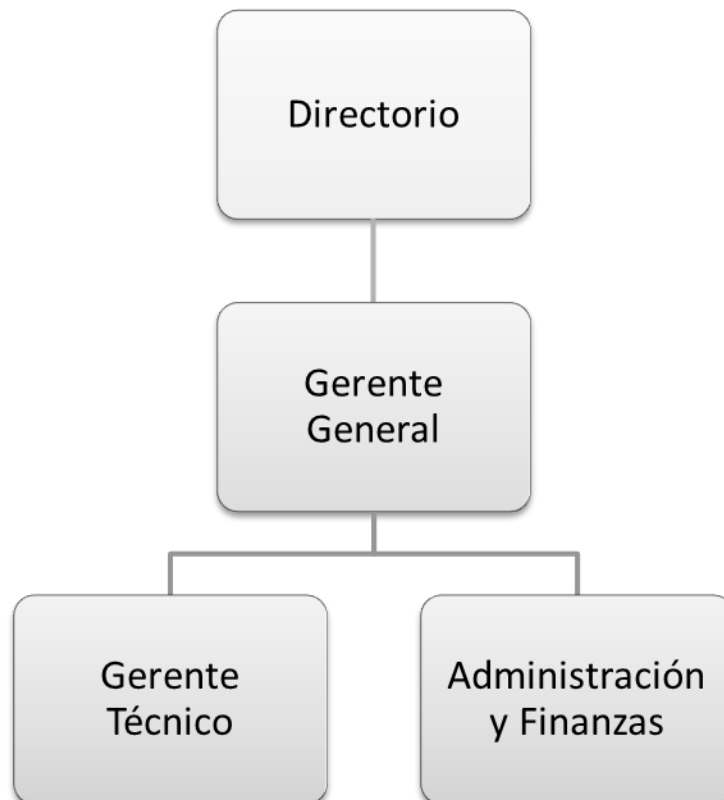 Directorio
Gerente
General
Gerente
Técnico
Administración
y Finanzas